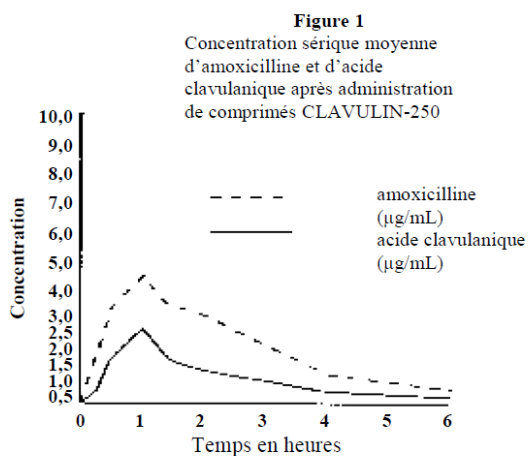 Figure 1
Concentration sérique moyenne
d'amoxicilline et d'acide
clavulanique après administration
de comprimés CLAVULIN-250
10,0
9,0
8,0
7,0
6,0
5,0
4,0
3,0
2,5
2,0
1,5
1,0
0,5
Concentration
amoxicilline
(µg/mL)
acide clavulanique
(µg/mL)
0 1 2 3 4 5 6
Temps en heures